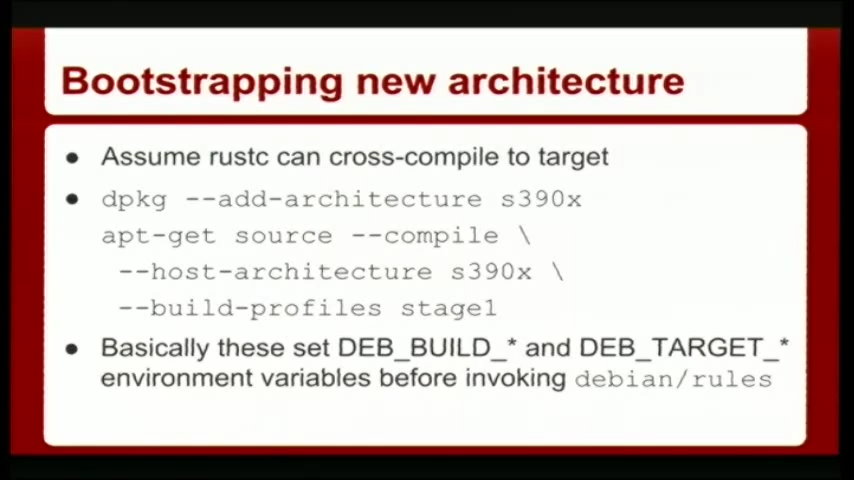 Bootstrapping new architecture
● Assume rustc can cross-compile to target
● dpkg --add-architecture s390x
apt-get source --compile \
--host-architecture s390x \
--build-profiles stage1
● Basically these set DEB_BUILD_* and DEB_TARGET_*
environment variables before invoking debian/rules